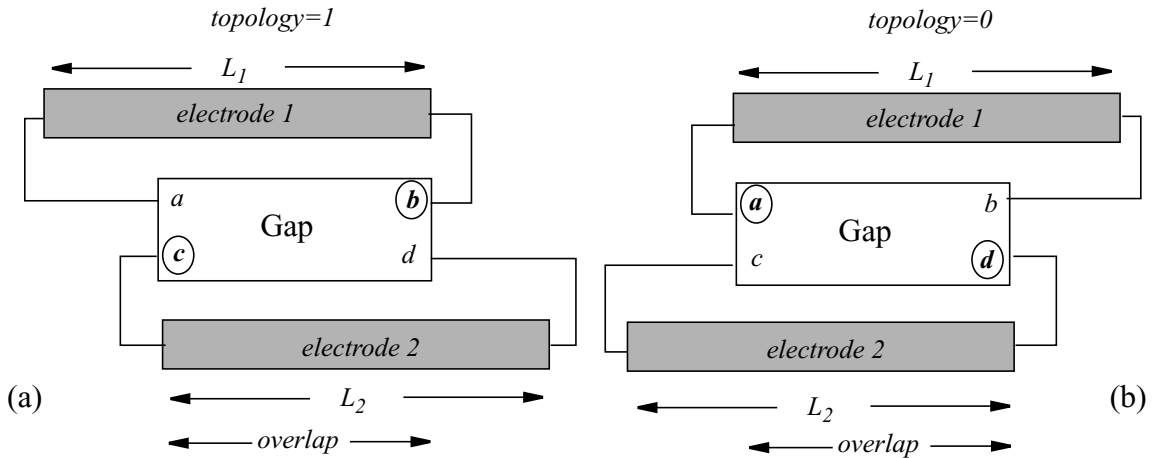 topology=1
L1
electrode 1
a
b
Gap
c
d
electrode 2
(a)
L2
overlap
topology=0
L1
electrode 1
a
b
Gap
c
d
electrode 2
(b)
L2
overlap